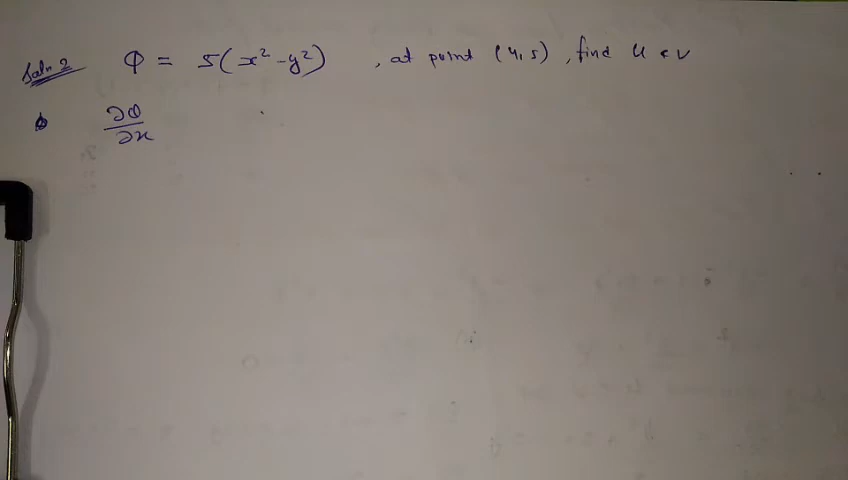 Soln 2 φ = 5(x² - y²) , at point (4,5) , find u & v
∂φ/∂x